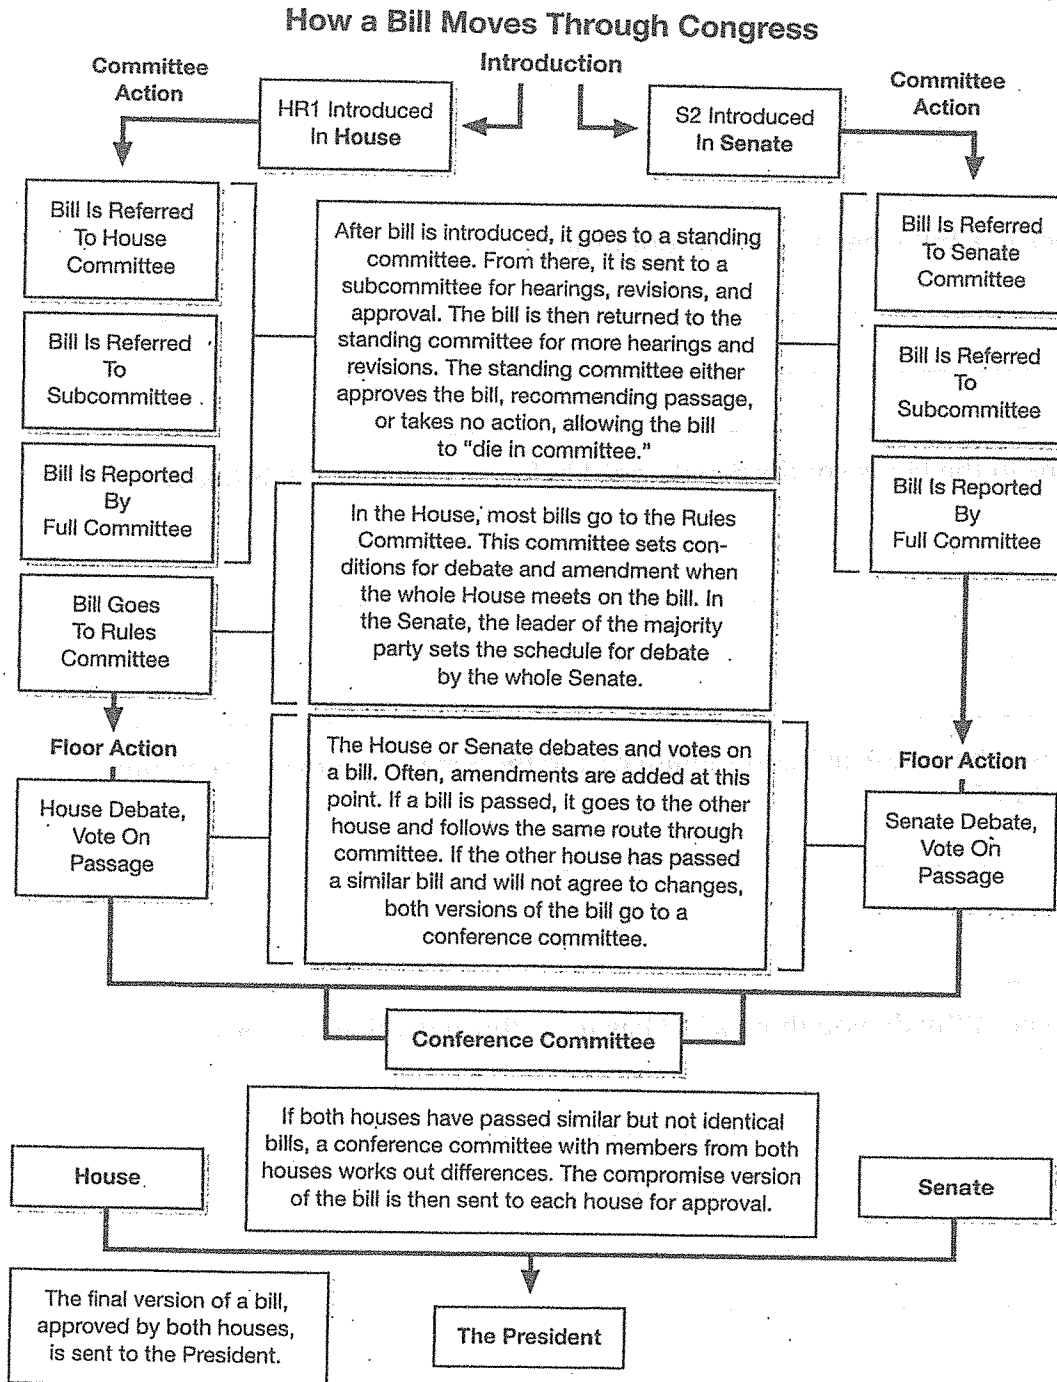 How a Bill Moves Through Congress
Introduction
Committee
Action
Committee
Action
HR1 Introduced
In House
S2 Introduced
In Senate
Bill Is Referred
To House
Committee
Bill Is Referred
To
Subcommittee
Bill Is Reported
By
Full Committee
Bill Goes
To Rules
Committee
After bill is introduced, it goes to a standing
committee. From there, it is sent to a
subcommittee for hearings, revisions, and
approval. The bill is then returned to the
standing committee for more hearings and
revisions. The standing committee either
approves the bill, recommending passage,
or takes no action, allowing the bill
to "die in committee."
In the House, most bills go to the Rules
Committee. This committee sets con-
ditions for debate and amendment when
the whole House meets on the bill. In
the Senate, the leader of the majority
party sets the schedule for debate
by the whole Senate.
Bill Is Referred
To Senate
Committee
Bill Is Referred
To
Subcommittee
Bill Is Reported
By
Full Committee
Floor Action
House Debate,
Vote On
Passage
The House or Senate debates and votes on
a bill. Often, amendments are added at this
point. If a bill is passed, it goes to the other
house and follows the same route through
committee. If the other house has passed
a similar bill and will not agree to changes,
both versions of the bill go to a
conference committee.
Floor Action
Senate Debate,
Vote On
Passage
Conference Committee
House
If both houses have passed similar but not identical
bills, a conference committee with members from both
houses works out differences. The compromise version
of the bill is then sent to each house for approval.
Senate
The final version of a bill,
approved by both houses,
is sent to the President.
The President